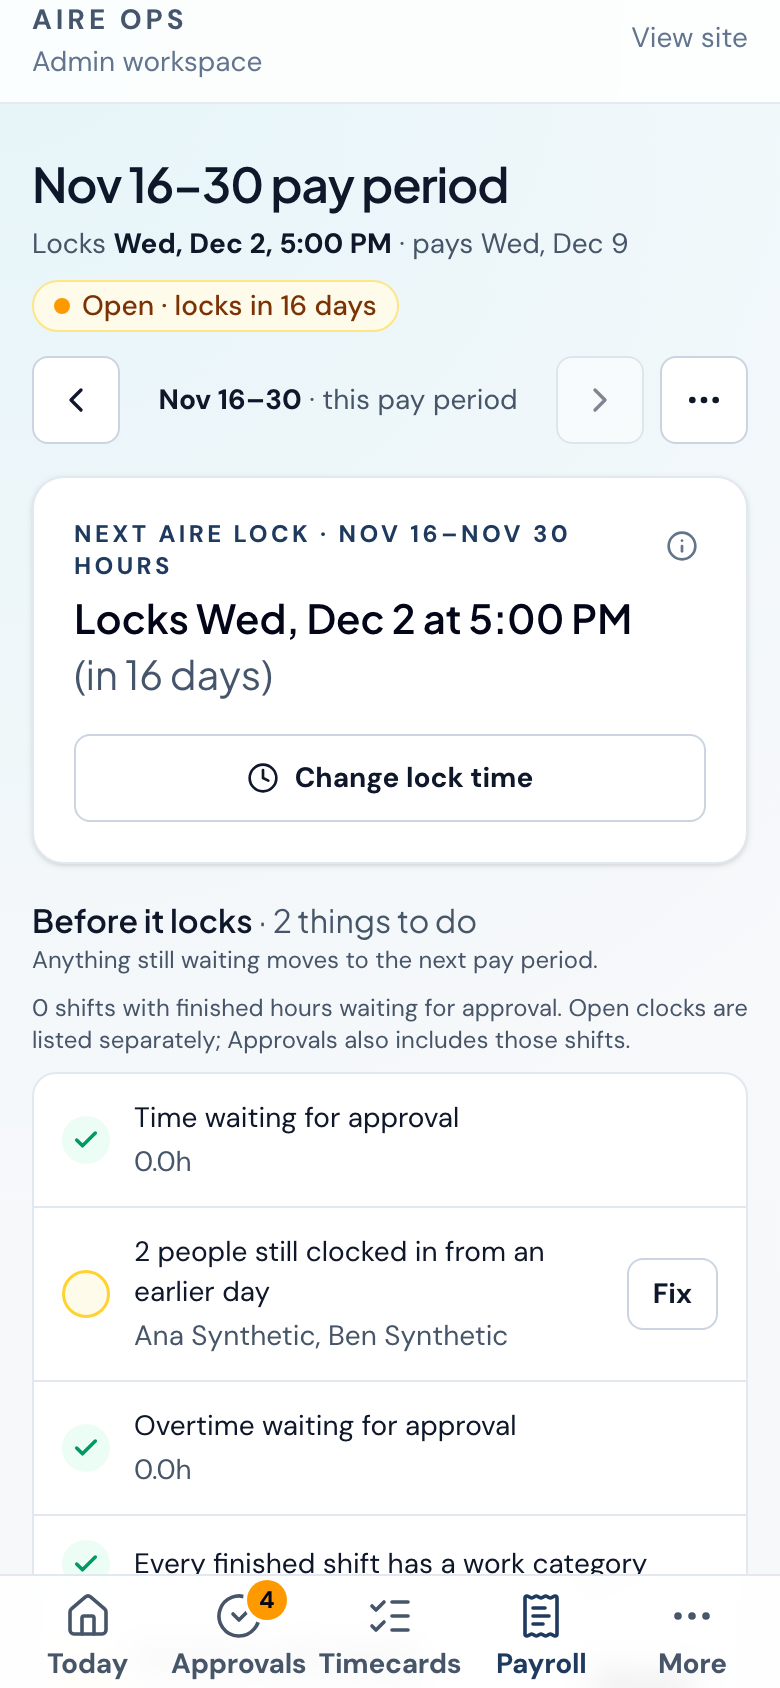 AIRE OPS
Admin workspace
View site
Nov 16–30 pay period
Locks Wed, Dec 2, 5:00 PM · pays Wed, Dec 9
Open · locks in 16 days
Nov 16–30 · this pay period
NEXT AIRE LOCK · NOV 16–NOV 30
HOURS
Locks Wed, Dec 2 at 5:00 PM
(in 16 days)
Change lock time
Before it locks · 2 things to do
Anything still waiting moves to the next pay period.
0 shifts with finished hours waiting for approval. Open clocks are
listed separately; Approvals also includes those shifts.
Time waiting for approval
0.0h
2 people still clocked in from an
earlier day
Ana Synthetic, Ben Synthetic
Fix
Overtime waiting for approval
0.0h
Every finished shift has a work category
4
Today
Approvals
Timecards
Payroll
More